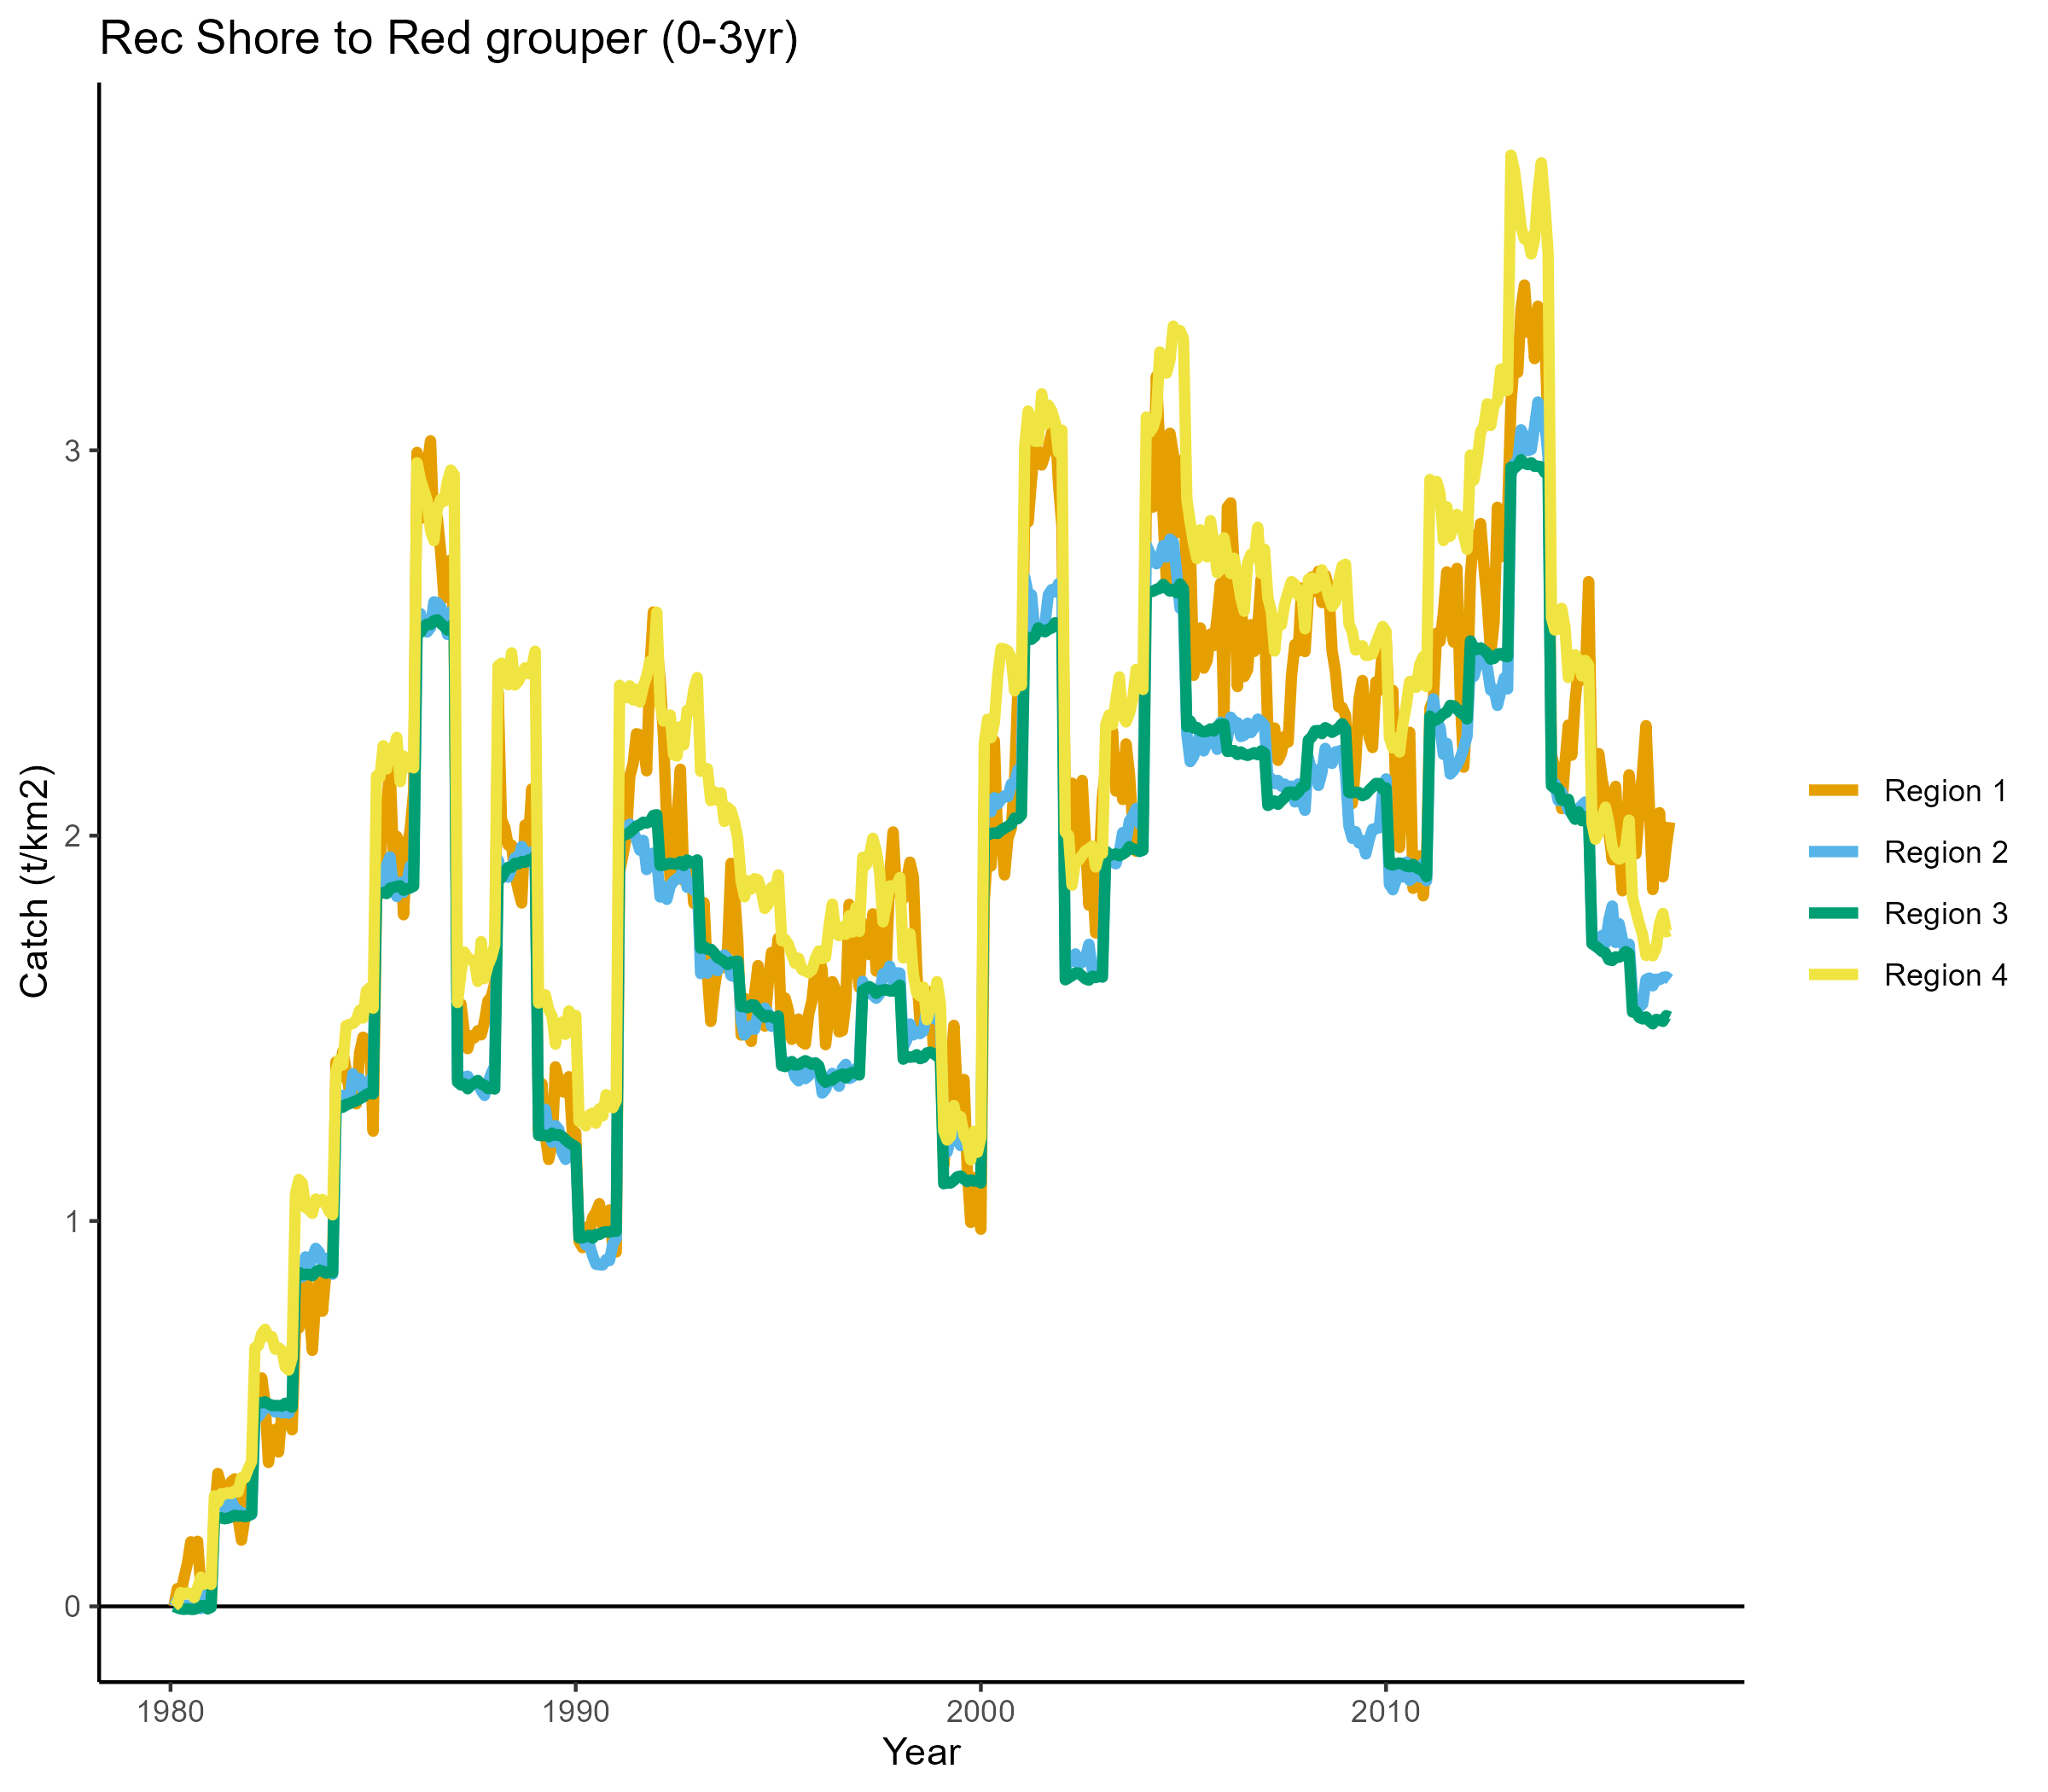 Rec Shore to Red grouper (0-3yr)
Catch (t/km2)
3
2
1
0
1980 1990 2000 2010
Year
Region 1
Region 2
Region 3
Region 4